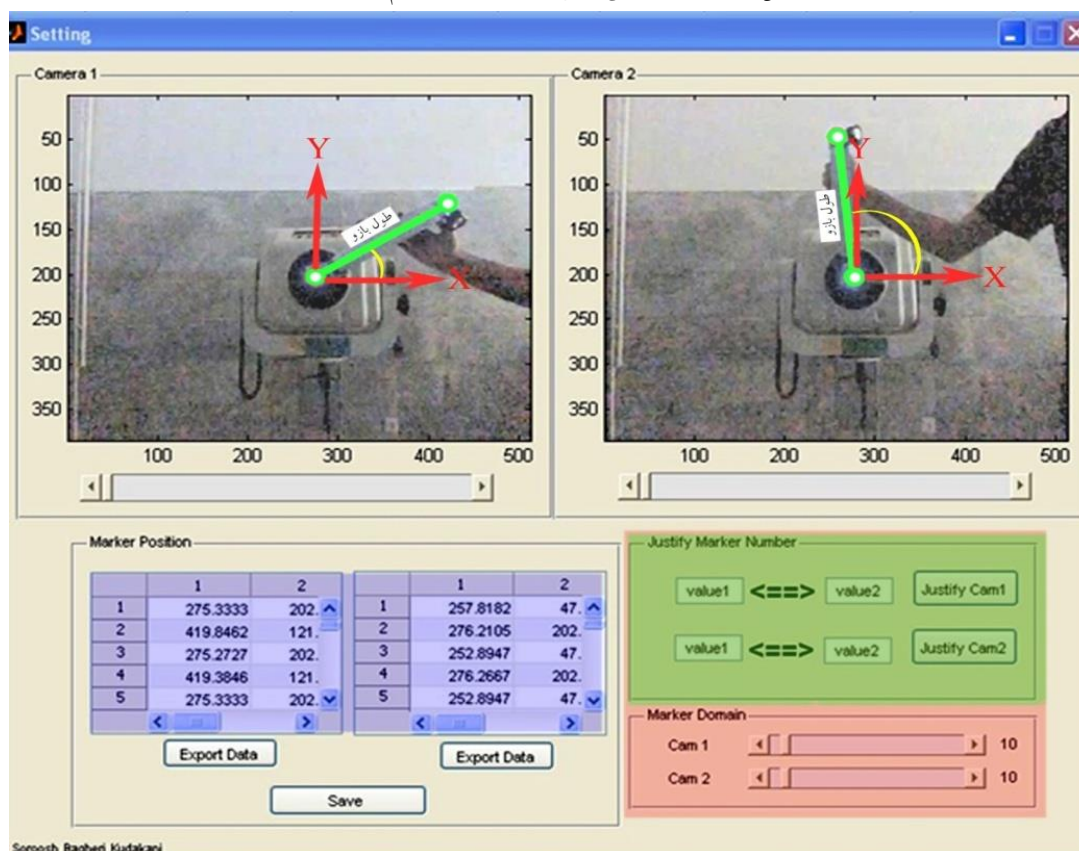 Setting
Camera 1
Camera 2
50
100
150
200
250
300
350
100 200 300 400 500
Y
X
طول بازو
50
100
150
200
250
300
350
100 200 300 400 500
Y
X
طول بازو
Marker Position
1 2
1 275.3333 202.
2 419.8462 121.
3 275.2727 202.
4 419.3846 121.
5 275.3333 202.
Export Data
1 2
1 257.8182 47.
2 276.2105 202.
3 252.8947 47.
4 276.2667 202.
5 252.8947 47.
Export Data
Save
Justify Marker Number
value1 <==> value2 Justify Cam1
value1 <==> value2 Justify Cam2
Marker Domain
Cam 1 10
Cam 2 10